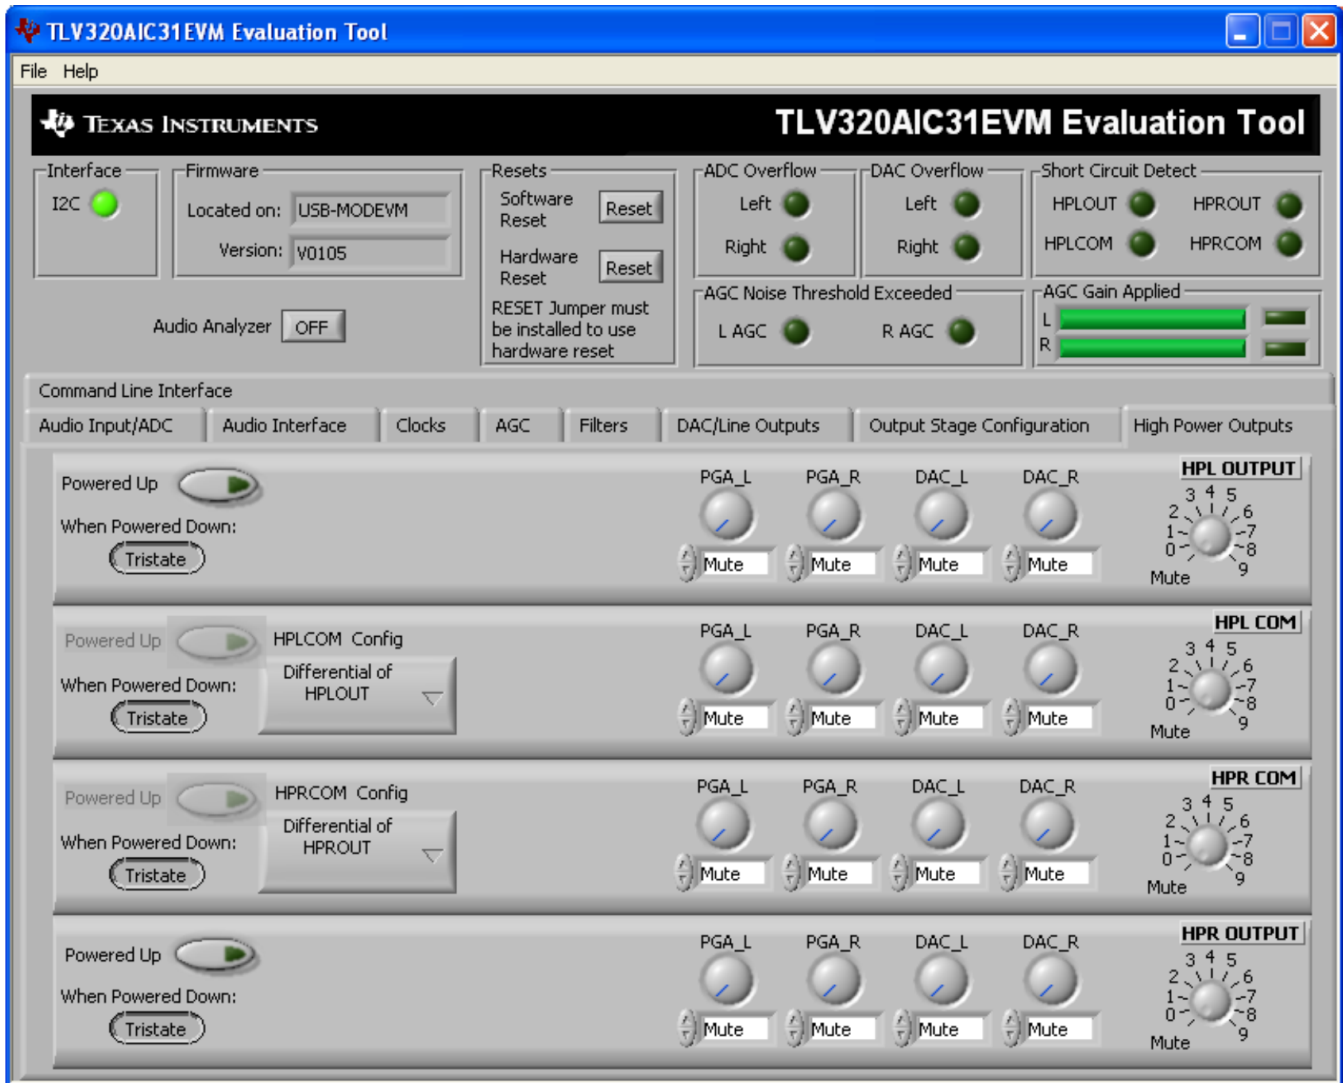 TLV320AIC31EVM Evaluation Tool
File Help
TEXAS INSTRUMENTS
TLV320AIC31EVM Evaluation Tool
Interface
I2C
Firmware
Located on: USB-MODEVM
Version: V0105
Audio Analyzer OFF
Resets
Software Reset Reset
Hardware Reset Reset
RESET Jumper must
be installed to use
hardware reset
ADC Overflow
Left
Right
DAC Overflow
Left
Right
Short Circuit Detect
HPLOUT HPROUT
HPLCOM HPRCOM
AGC Noise Threshold Exceeded
L AGC R AGC
AGC Gain Applied
L
R
Command Line Interface
Audio Input/ADC Audio Interface Clocks AGC Filters DAC/Line Outputs Output Stage Configuration High Power Outputs
Powered Up
When Powered Down:
Tristate
PGA_L PGA_R DAC_L DAC_R
Mute Mute Mute Mute
HPL OUTPUT
Mute 0 1 2 3 4 5 6 7 8 9
Powered Up
When Powered Down:
Tristate
HPLCOM Config
Differential of
HPLOUT
PGA_L PGA_R DAC_L DAC_R
Mute Mute Mute Mute
HPL COM
Mute 0 1 2 3 4 5 6 7 8 9
Powered Up
When Powered Down:
Tristate
HPRCOM Config
Differential of
HPROUT
PGA_L PGA_R DAC_L DAC_R
Mute Mute Mute Mute
HPR COM
Mute 0 1 2 3 4 5 6 7 8 9
Powered Up
When Powered Down:
Tristate
PGA_L PGA_R DAC_L DAC_R
Mute Mute Mute Mute
HPR OUTPUT
Mute 0 1 2 3 4 5 6 7 8 9